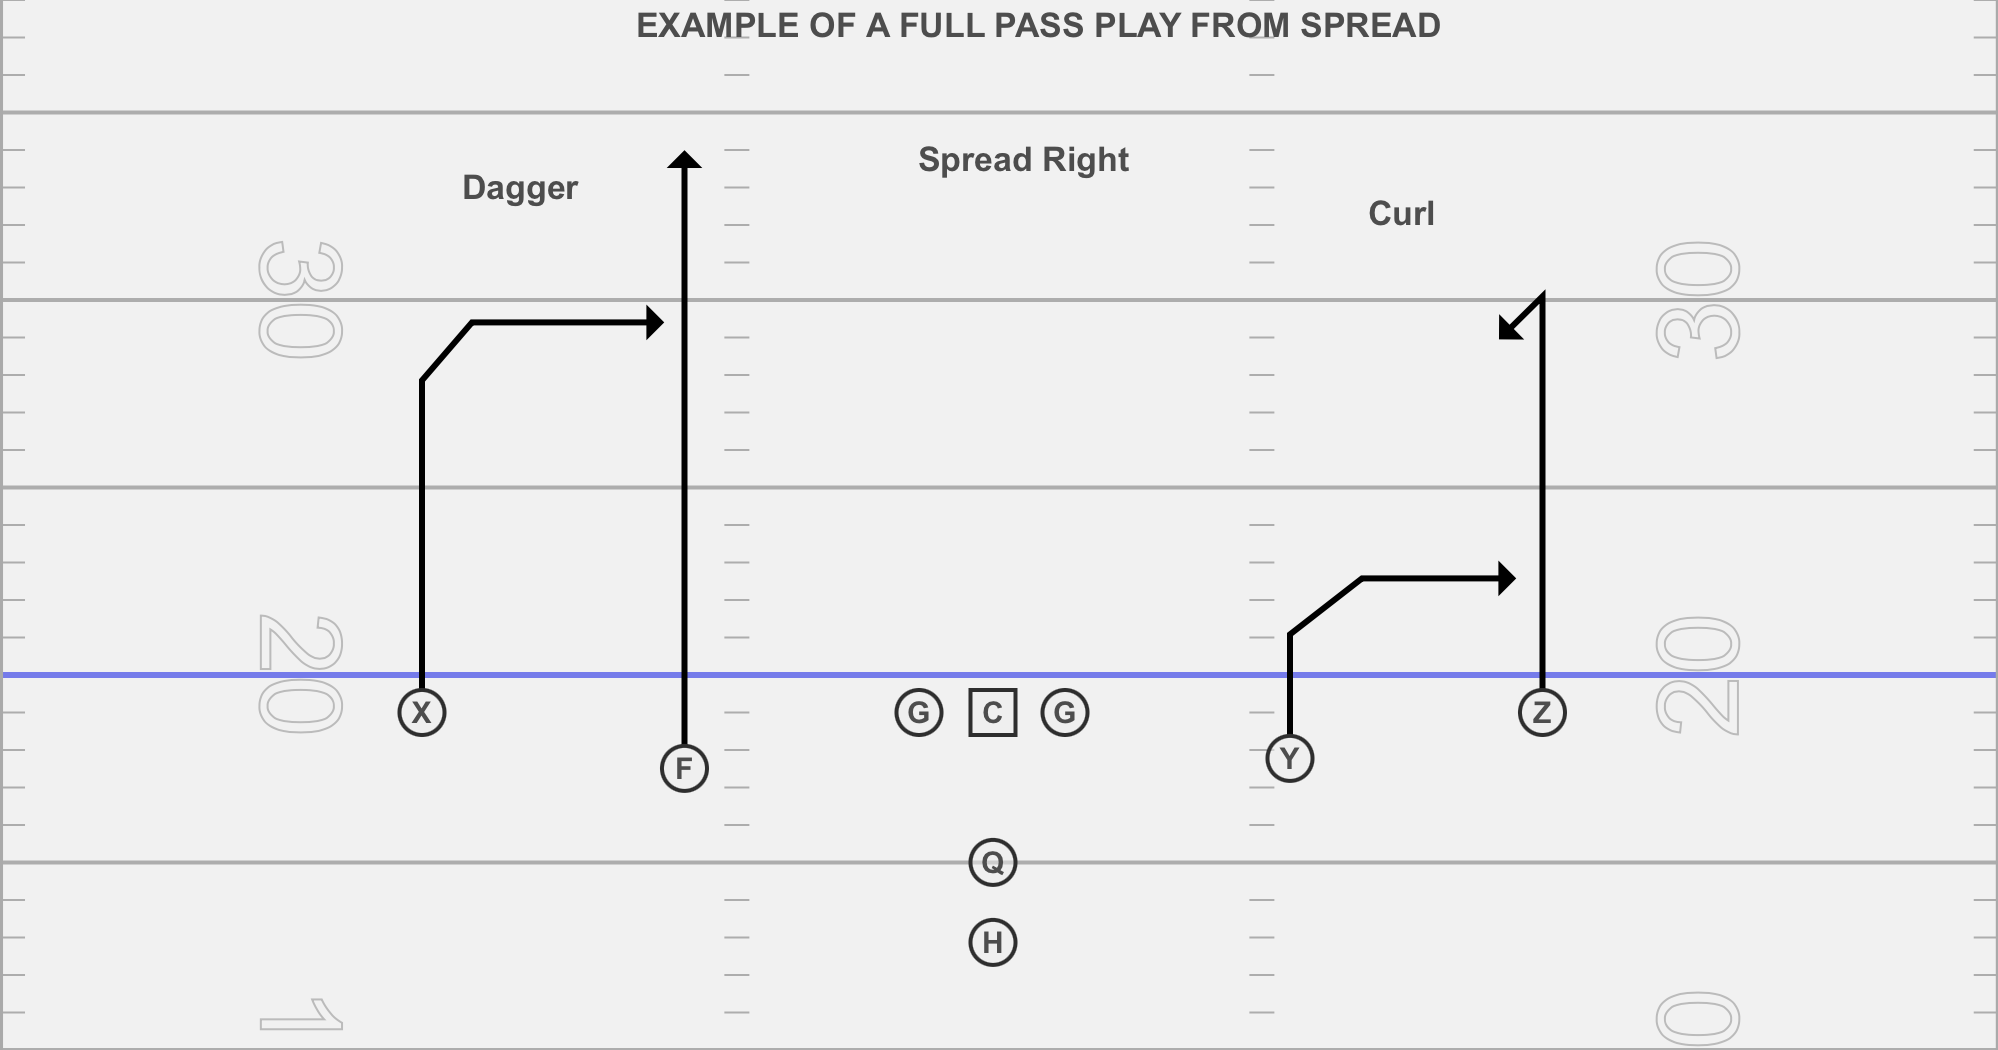 EXAMPLE OF A FULL PASS PLAY FROM SPREAD
Spread Right
Dagger
Curl
30
30
20
20
X
G
C
G
Z
F
Y
Q
H
1
0